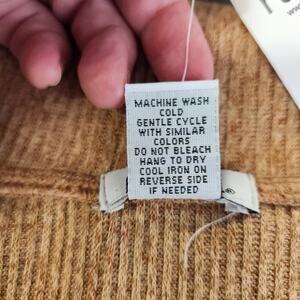 MACHINE WASH
COLD
GENTLE CYCLE
WITH SIMILAR
COLORS
DO NOT BLEACH
HANG TO DRY
COOL IRON ON
REVERSE SIDE
IF NEEDED
®
www